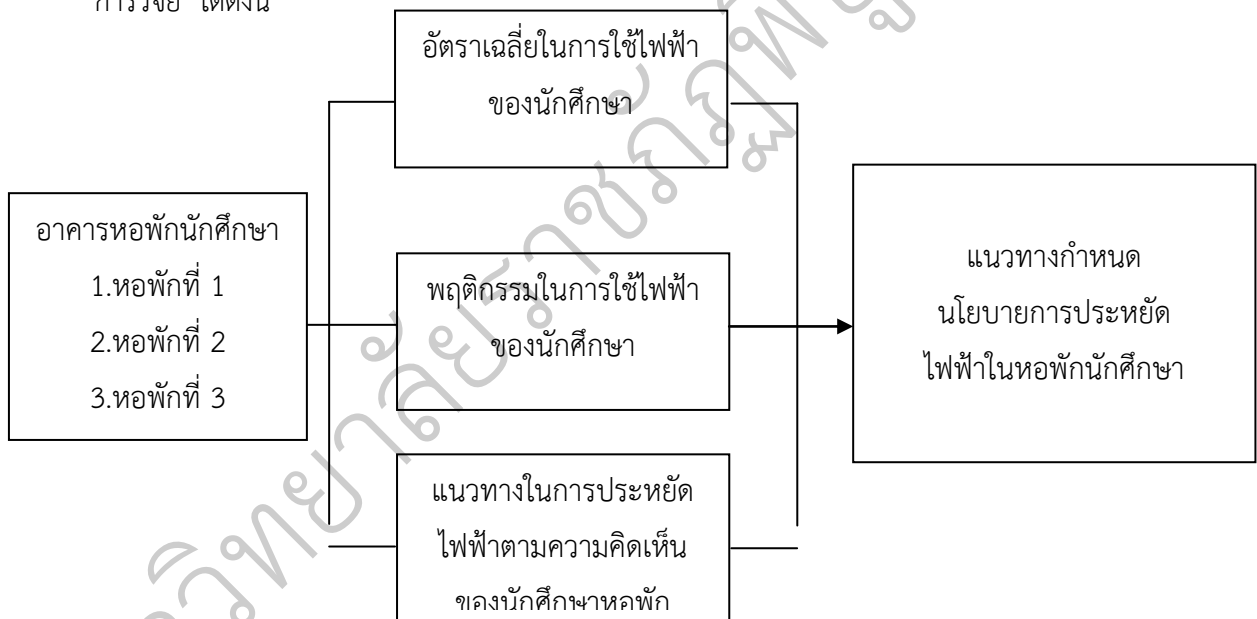 การวิจัย ได้ดังนี้
อัตราเฉลี่ยในการใช้ไฟฟ้า
ของนักศึกษา
อาคารหอพักนักศึกษา
1.หอพักที่ 1
2.หอพักที่ 2
3.หอพักที่ 3
พฤติกรรมในการใช้ไฟฟ้า
ของนักศึกษา
แนวทางในการประหยัด
ไฟฟ้าตามความคิดเห็น
ของนักศึกษาหอพัก
แนวทางกำหนด
นโยบายการประหยัด
ไฟฟ้าในหอพักนักศึกษา